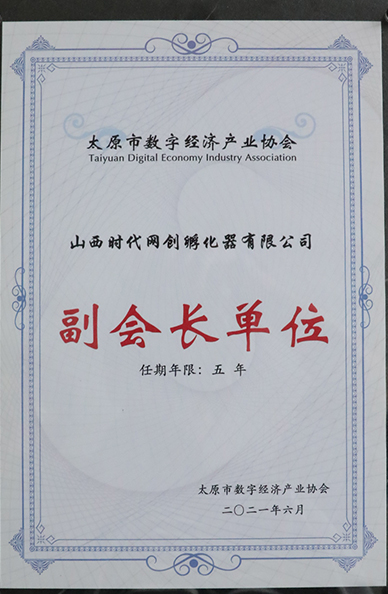 太原市数字经济产业协会
Taiyuan Digital Economy Industry Association
山西时代网创孵化器有限公司
副会长单位
任期年限：五 年
太原市数字经济产业协会
二〇二一年六月